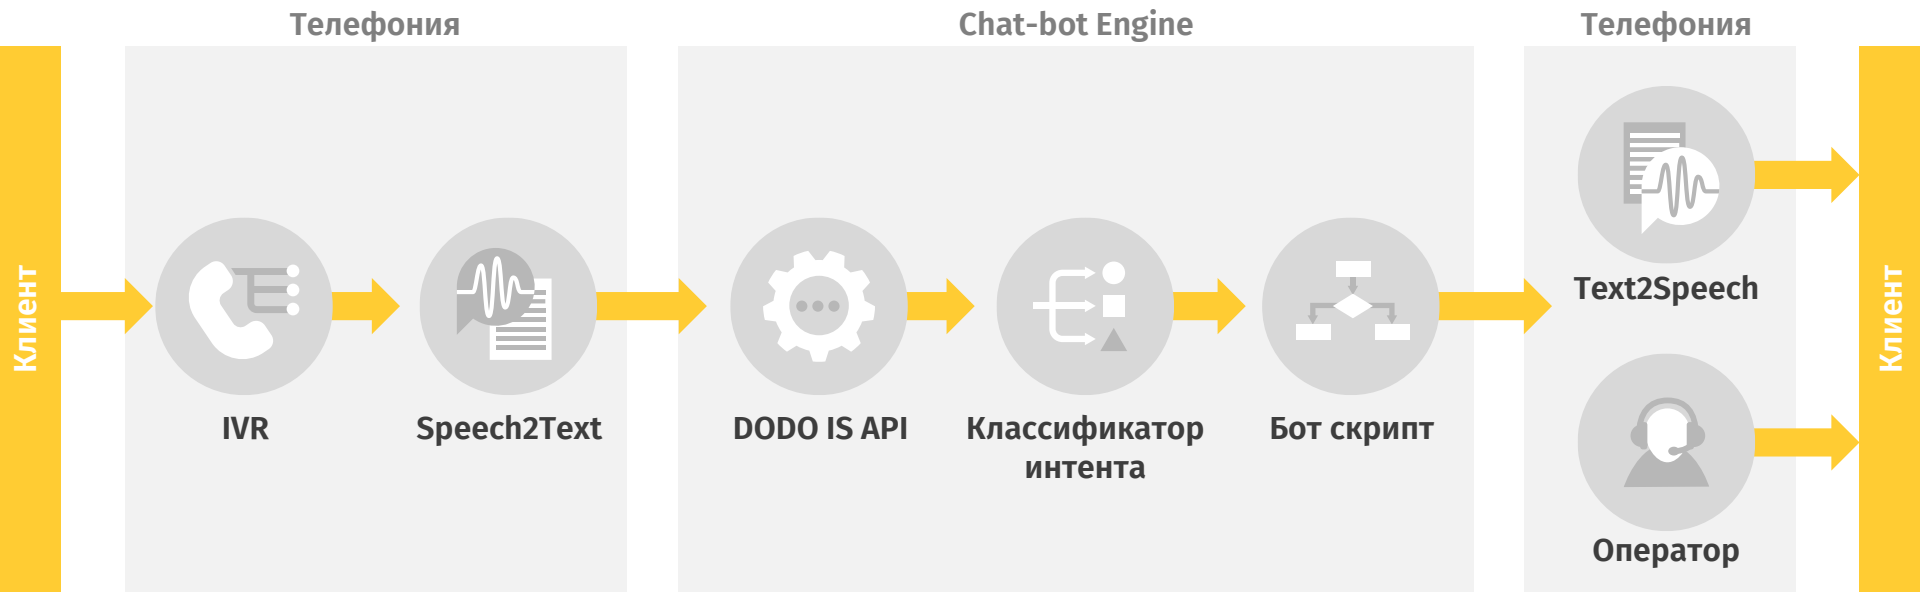 Телефония
Chat-bot Engine
Телефония
Клиент
IVR
Speech2Text
DODO IS API
Классификатор
интента
Бот скрипт
Text2Speech
Оператор
Клиент